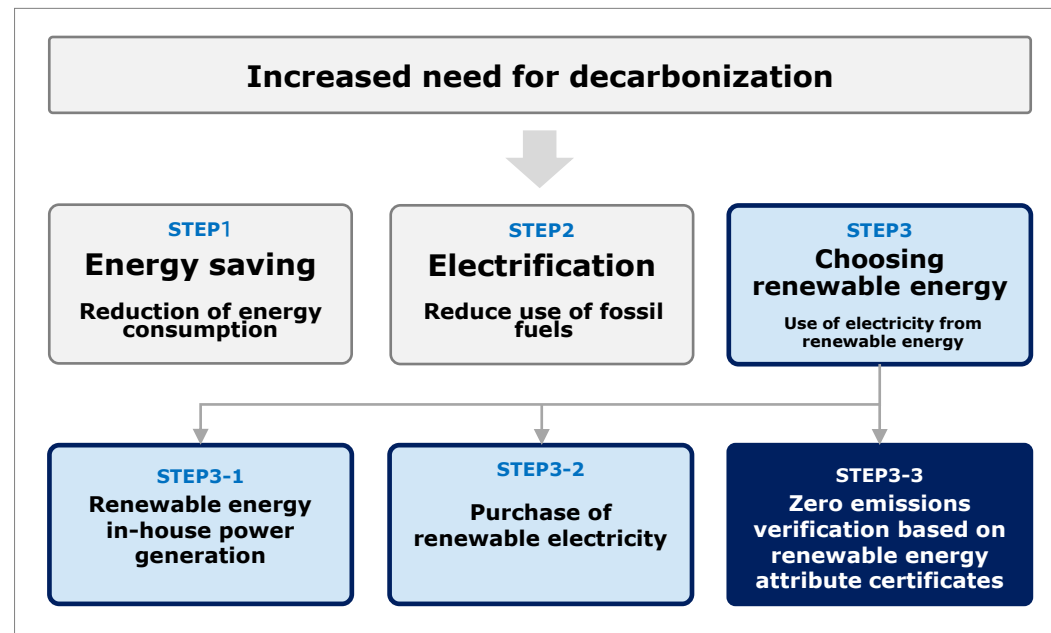 Increased need for decarbonization
STEP1
Energy saving
Reduction of energy
consumption
STEP2
Electrification
Reduce use of fossil
fuels
STEP3
Choosing
renewable energy
Use of electricity from
renewable energy
STEP3-1
Renewable energy
in-house power
generation
STEP3-2
Purchase of
renewable electricity
STEP3-3
Zero emissions
verification based on
renewable energy
attribute certificates